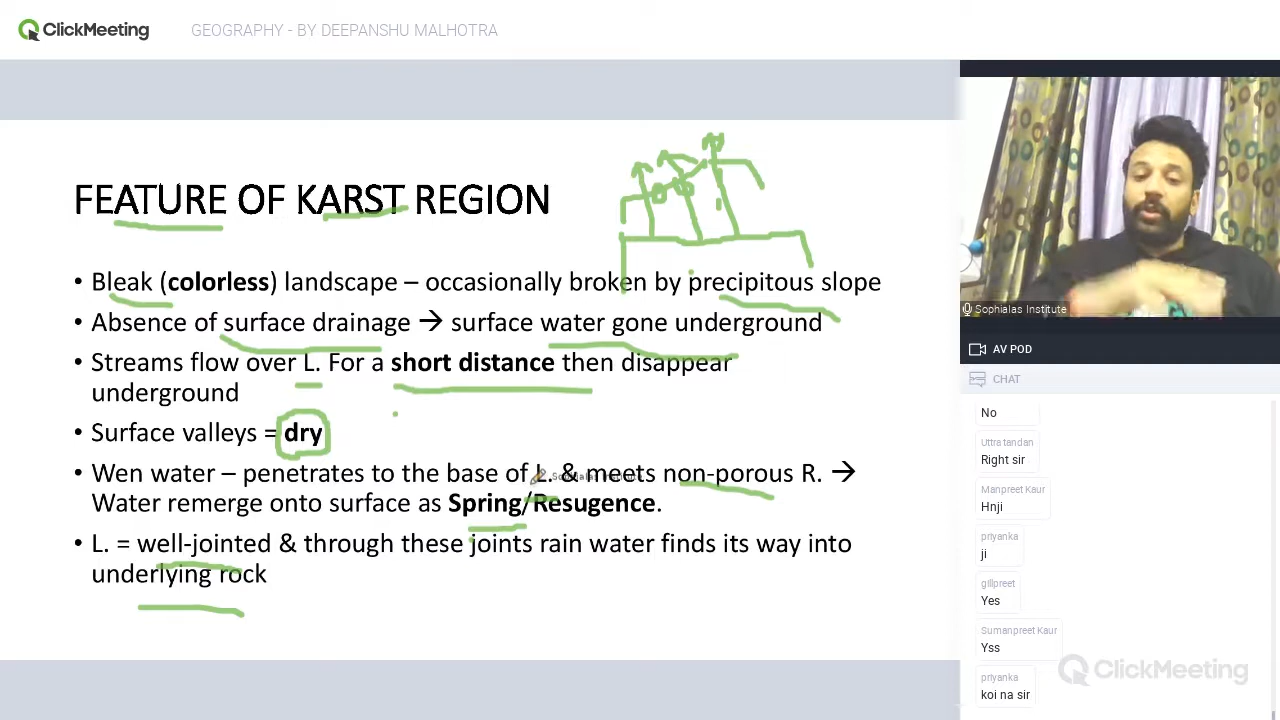 ClickMeeting
GEOGRAPHY - BY DEEPANSHU MALHOTRA
FEATURE OF KARST REGION
• Bleak (colorless) landscape – occasionally broken by precipitous slope
• Absence of surface drainage → surface water gone underground
• Streams flow over L. For a short distance then disappear
underground
• Surface valleys = dry
• Wen water – penetrates to the base of L. & meets non-porous R. →
Water remerge onto surface as Spring/Resugence.
• L. = well-jointed & through these joints rain water finds its way into
underlying rock
Sophialas Institute
Sophialas Institute
AV POD
CHAT
No
Uttra tandan
Right sir
Manpreet Kaur
Hnji
priyanka
ji
gillpreet
Yes
Sumanpreet Kaur
Yss
priyanka
koi na sir
ClickMeeting